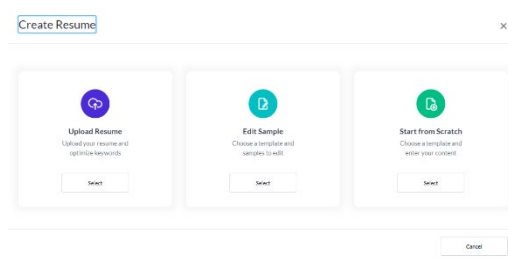 Create Resume
×
Upload Resume
Upload your resume and
optimize keywords
Select
Edit Sample
Choose a template and
samples to edit
Select
Start from Scratch
Choose a template and
enter your content
Select
Cancel